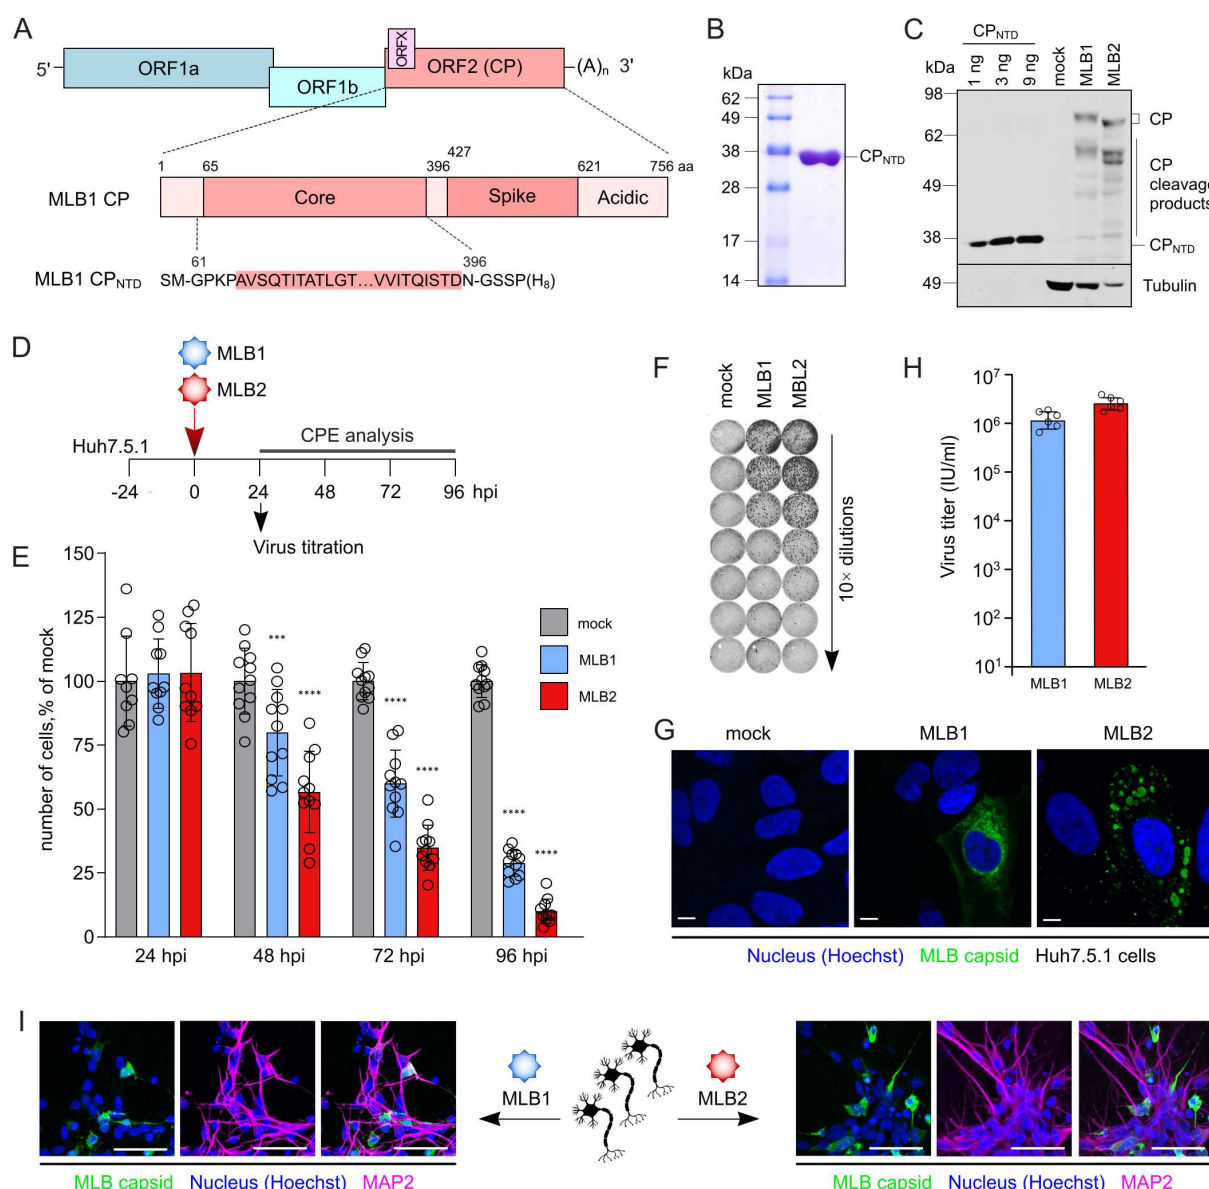 A
5'
ORF1a
ORF1b
ORFX
ORF2 (CP)
(A)n 3'
1 65 396 427 621 756 aa
MLB1 CP
Core
Spike
Acidic
61 396
MLB1 CPNTD
SM-GPKPAVSQTITATLGT...VVITQISTDN-GSSP(H8)
B
kDa
62
49
38
28
17
14
CPNTD
C
CPNTD
1 ng
3 ng
9 ng
mock
MLB1
MLB2
kDa
98
62
49
38
49
CP
CP
cleavage
products
CPNTD
Tubulin
D
MLB1
MLB2
Huh7.5.1
CPE analysis
-24 0 24 48 72 96 hpi
Virus titration
E
number of cells,% of mock
150
125
100
75
50
25
0
*** **** **** **** **** ****
mock
MLB1
MLB2
24 hpi 48 hpi 72 hpi 96 hpi
F
mock
MLB1
MBL2
10× dilutions
H
Virus titer (IU/ml)
10⁷
10⁶
10⁵
10⁴
10³
10²
10¹
MLB1 MLB2
G
mock MLB1 MLB2
Nucleus (Hoechst) MLB capsid Huh7.5.1 cells
I
MLB1
MLB2
MLB capsid Nucleus (Hoechst) MAP2
MLB capsid Nucleus (Hoechst) MAP2